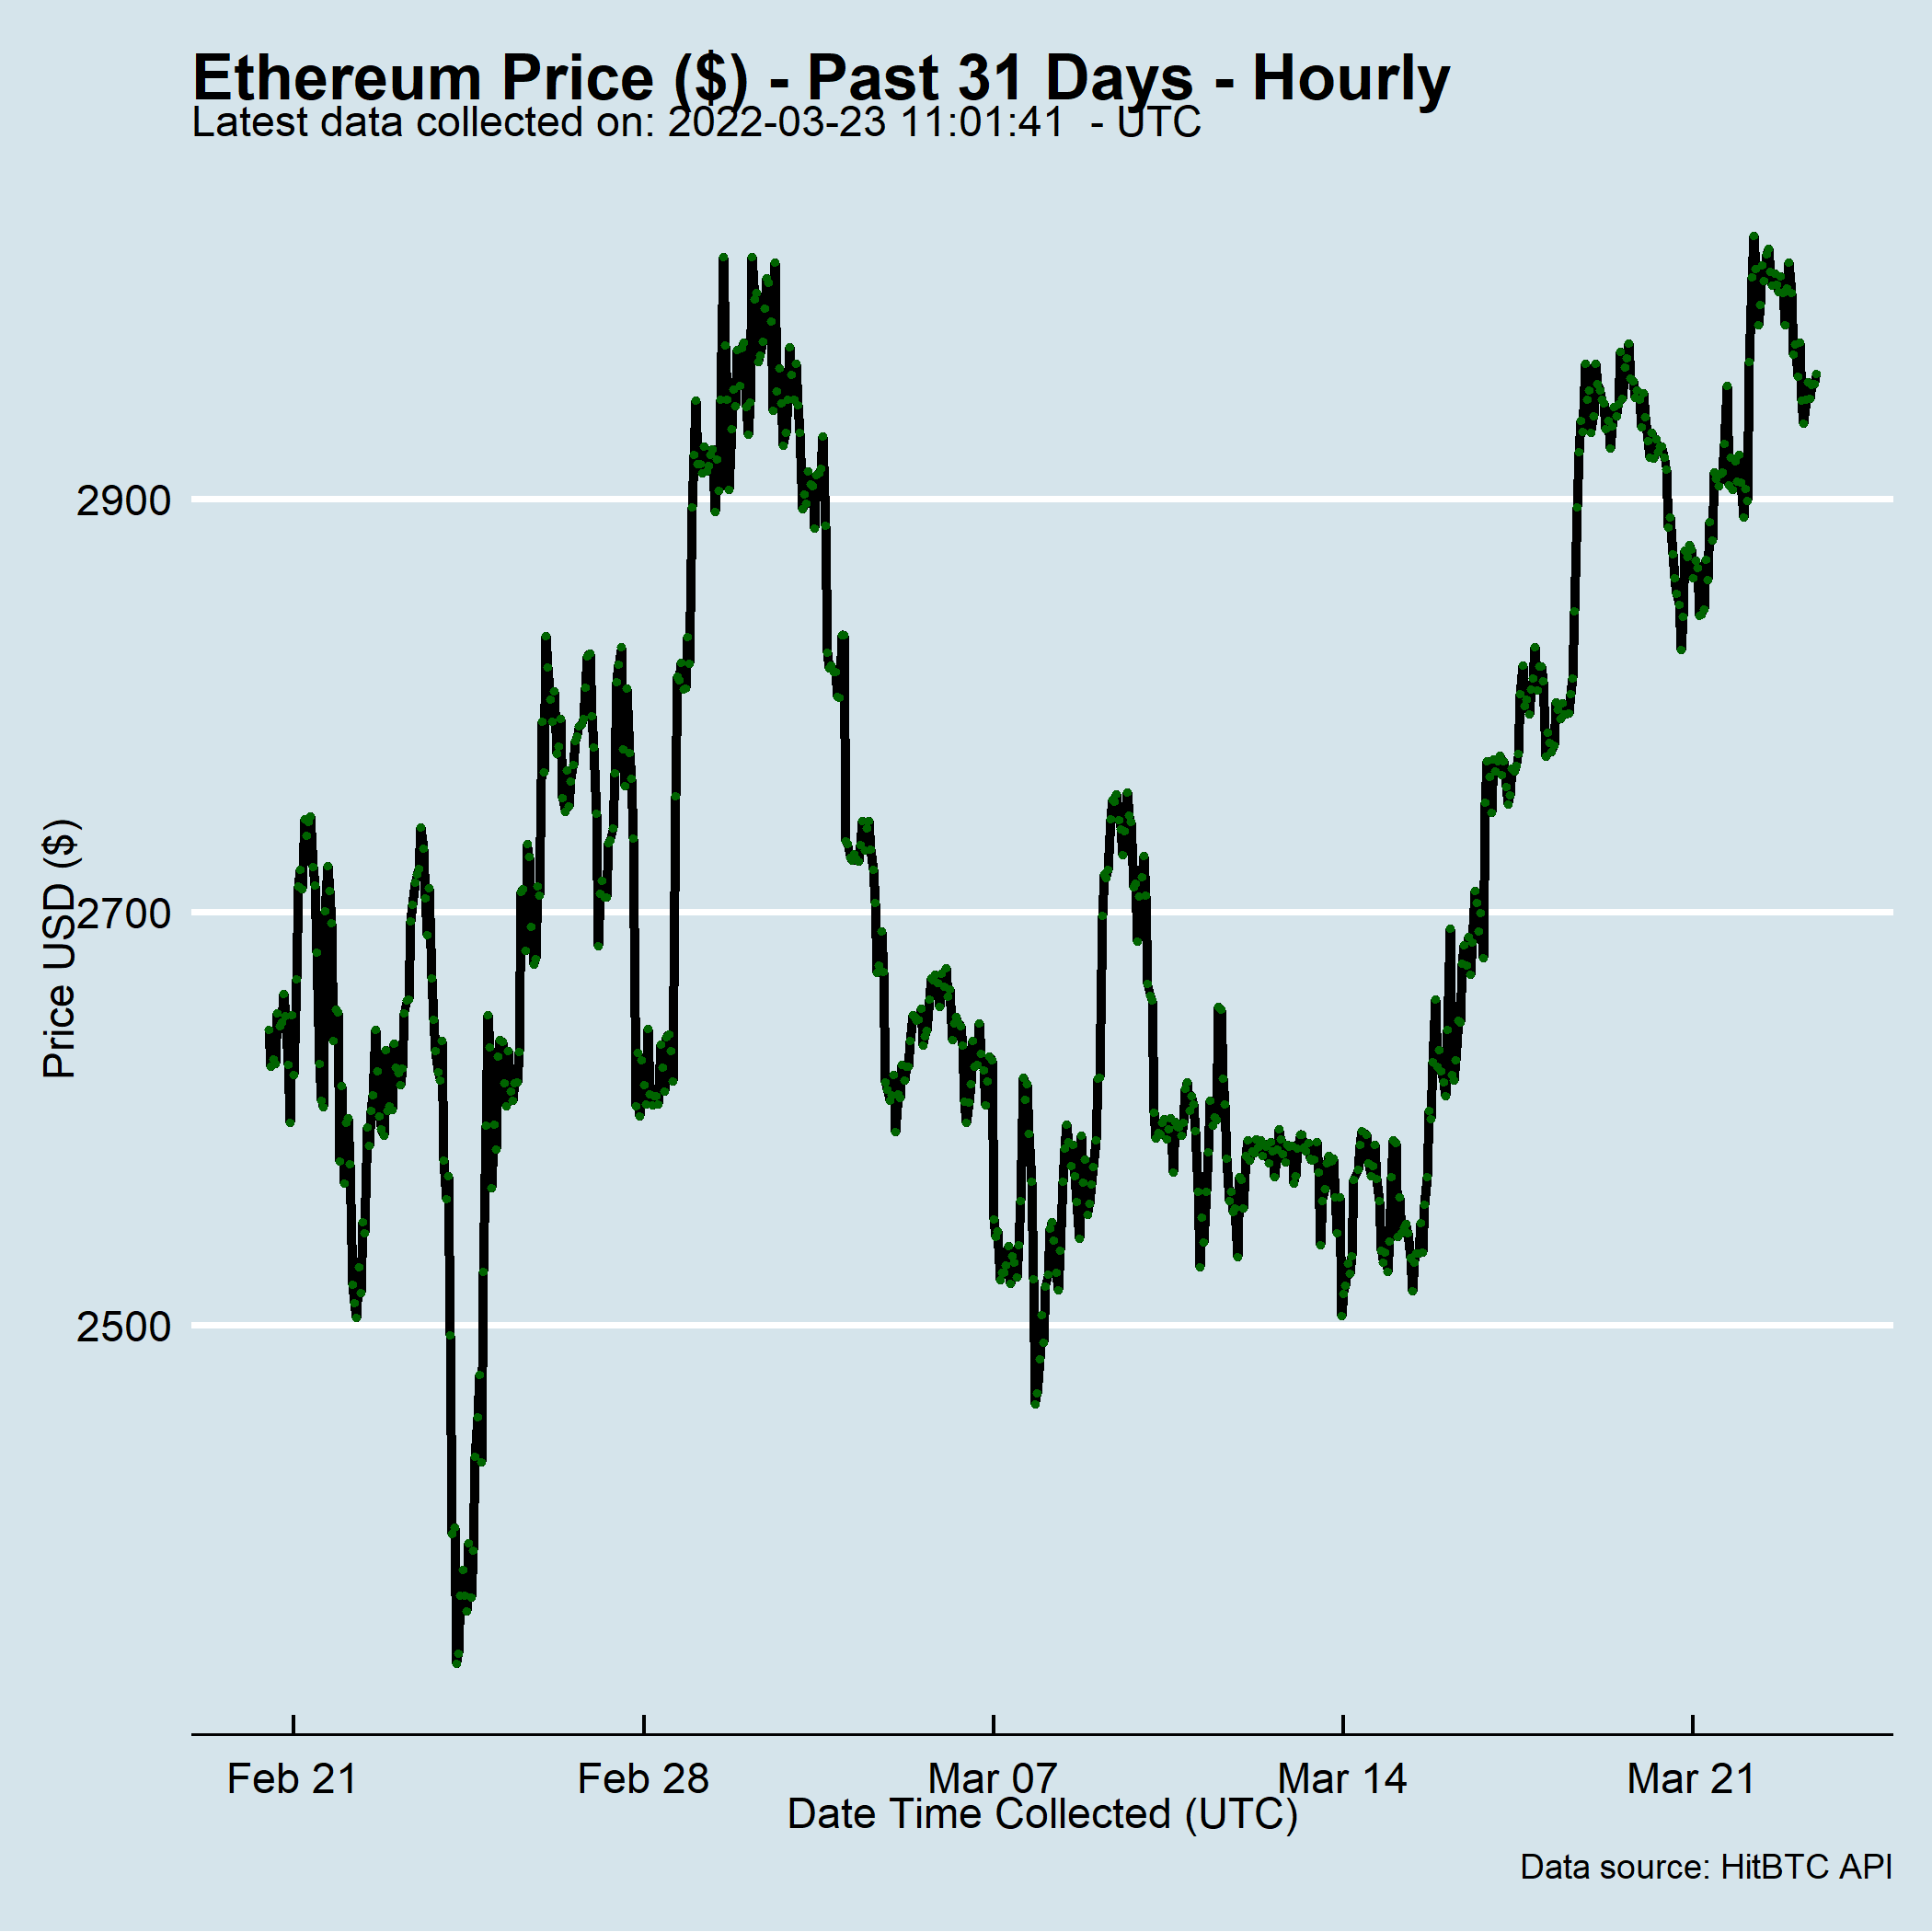 Ethereum Price ($) - Past 31 Days - Hourly
Latest data collected on: 2022-03-23 11:01:41  - UTC
Price USD ($)
2900
2700
2500
Feb 21
Feb 28
Mar 07
Mar 14
Mar 21
Date Time Collected (UTC)
Data source: HitBTC API